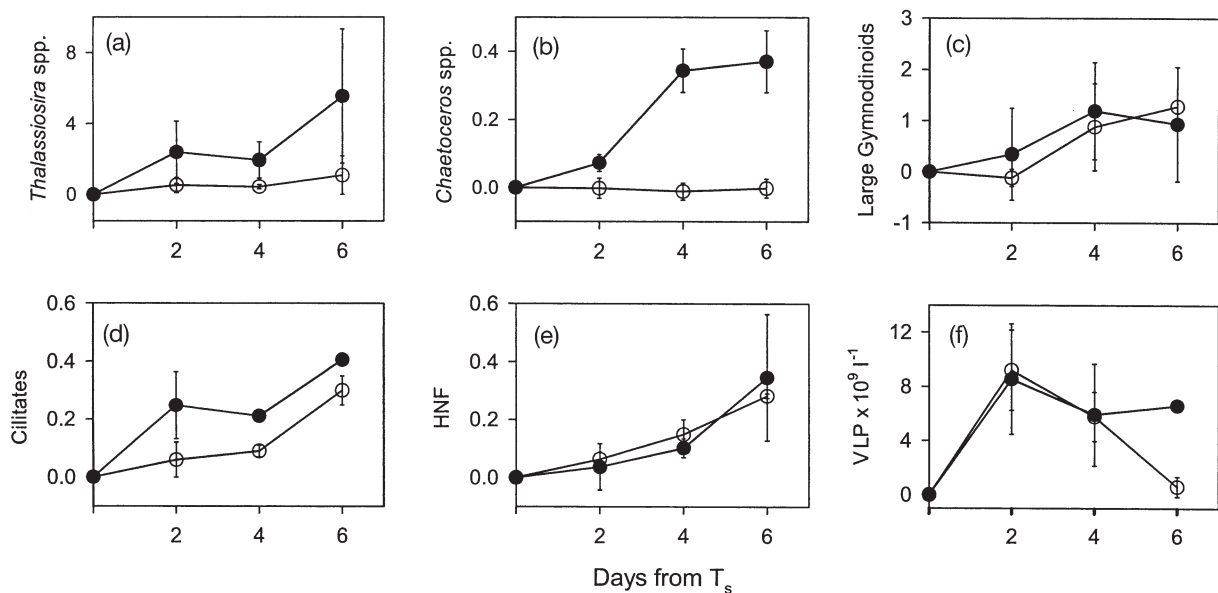 (a)
Thalassiosira spp.
8
4
0
2 4 6
(b)
Chaetoceros spp.
0.4
0.2
0.0
2 4 6
(c)
Large Gymnodinoids
3
2
1
0
-1
2 4 6
(d)
Cilitates
0.6
0.4
0.2
0.0
2 4 6
(e)
HNF
0.6
0.4
0.2
0.0
2 4 6
(f)
VLP x 10⁹ l⁻¹
12
8
4
0
2 4 6
Days from Tₛ